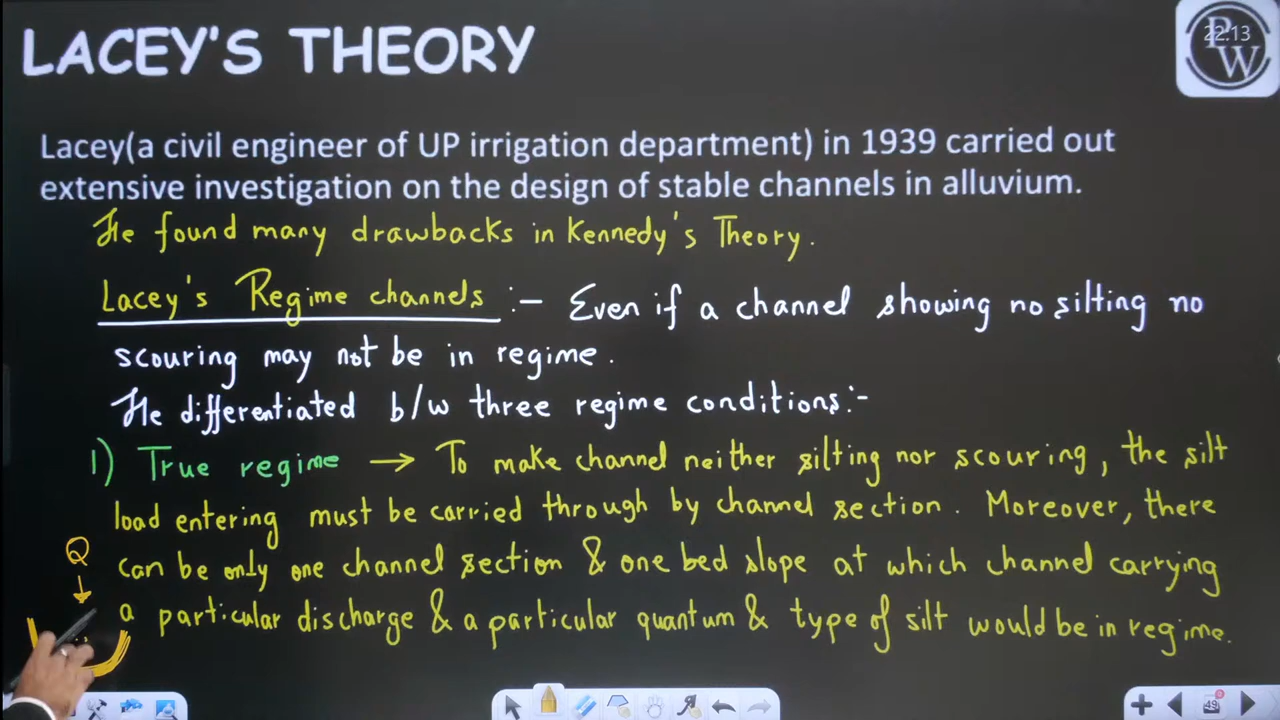 LACEY'S THEORY
22:13
PW
Lacey(a civil engineer of UP irrigation department) in 1939 carried out
extensive investigation on the design of stable channels in alluvium.
He found many drawbacks in Kennedy's Theory.
Lacey's Regime channels :- Even if a channel showing no silting no
scouring may not be in regime.
He differentiated b/w three regime conditions:-
1) True regime → To make channel neither silting nor scouring, the silt
load entering must be carried through by channel section. Moreover, there
Q
can be only one channel section & one bed slope at which channel carrying
a particular discharge & a particular quantum & type of silt would be in regime.
49